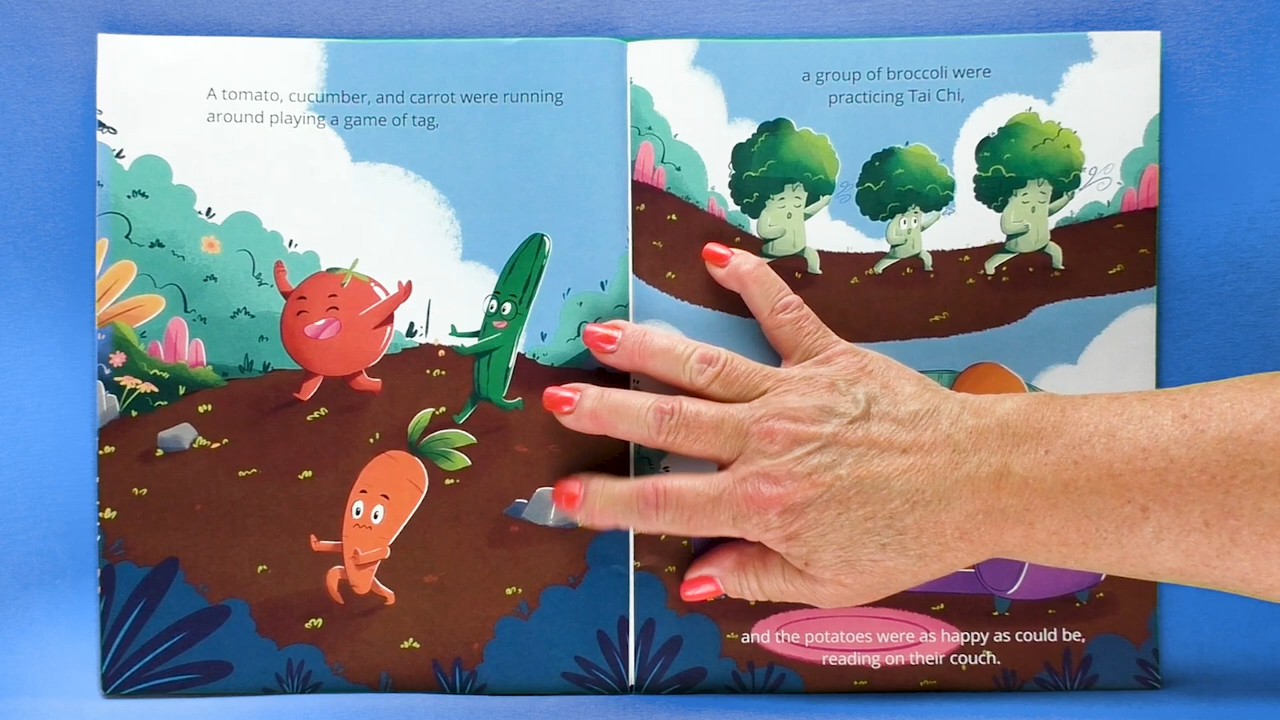 A tomato, cucumber, and carrot were running
around playing a game of tag,
a group of broccoli were
practicing Tai Chi,
and the potatoes were as happy as could be,
reading on their couch.